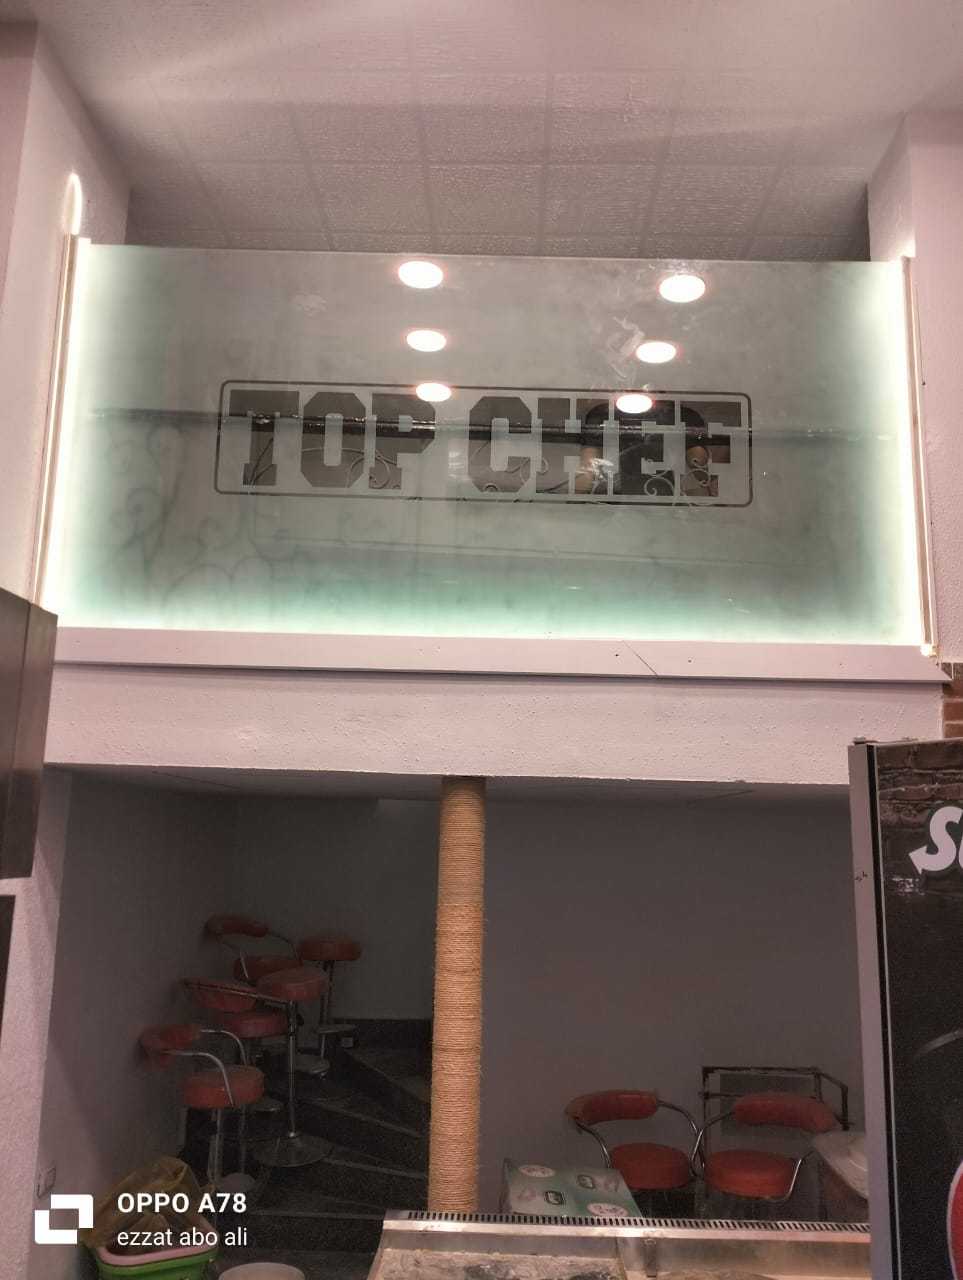 TOP CHEF
OPPO A78
ezzat abo ali